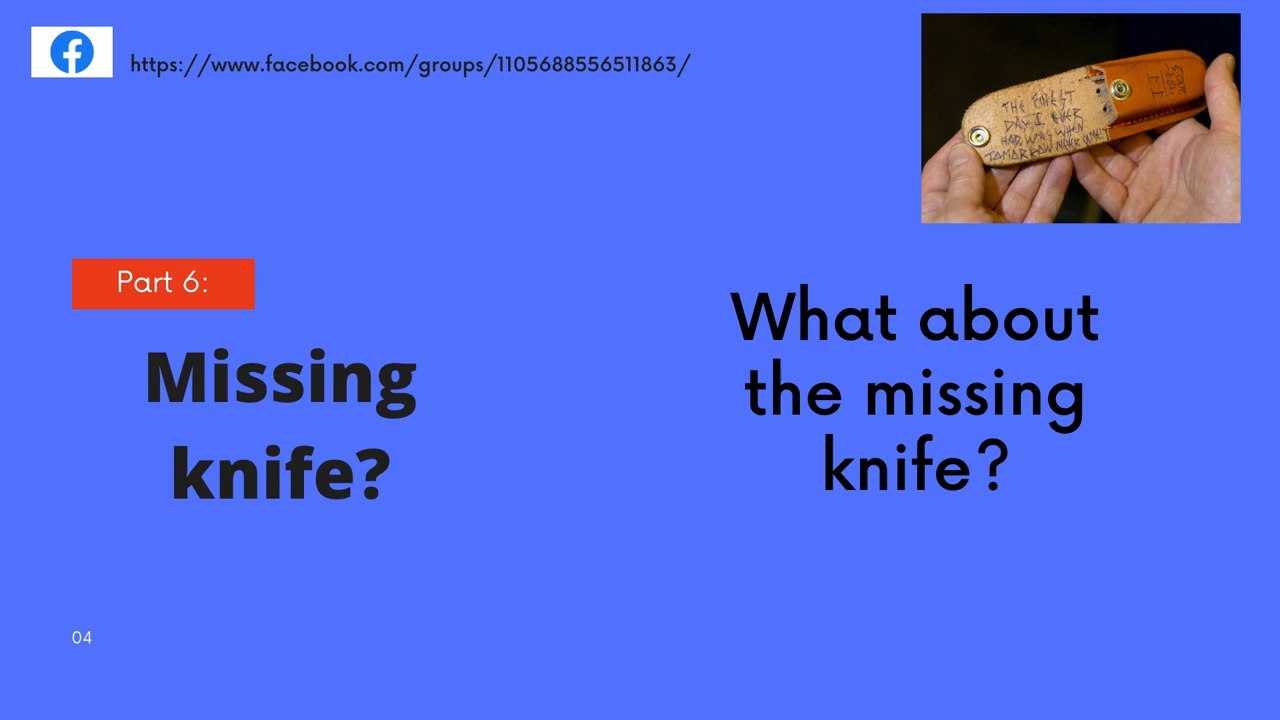 https://www.facebook.com/groups/1105688556511863/
THE FINEST
DAY I EVER
HAD, WAS WHEN
TOMARROW NEVER
Part 6:
Missing
knife?
What about
the missing
knife?
04